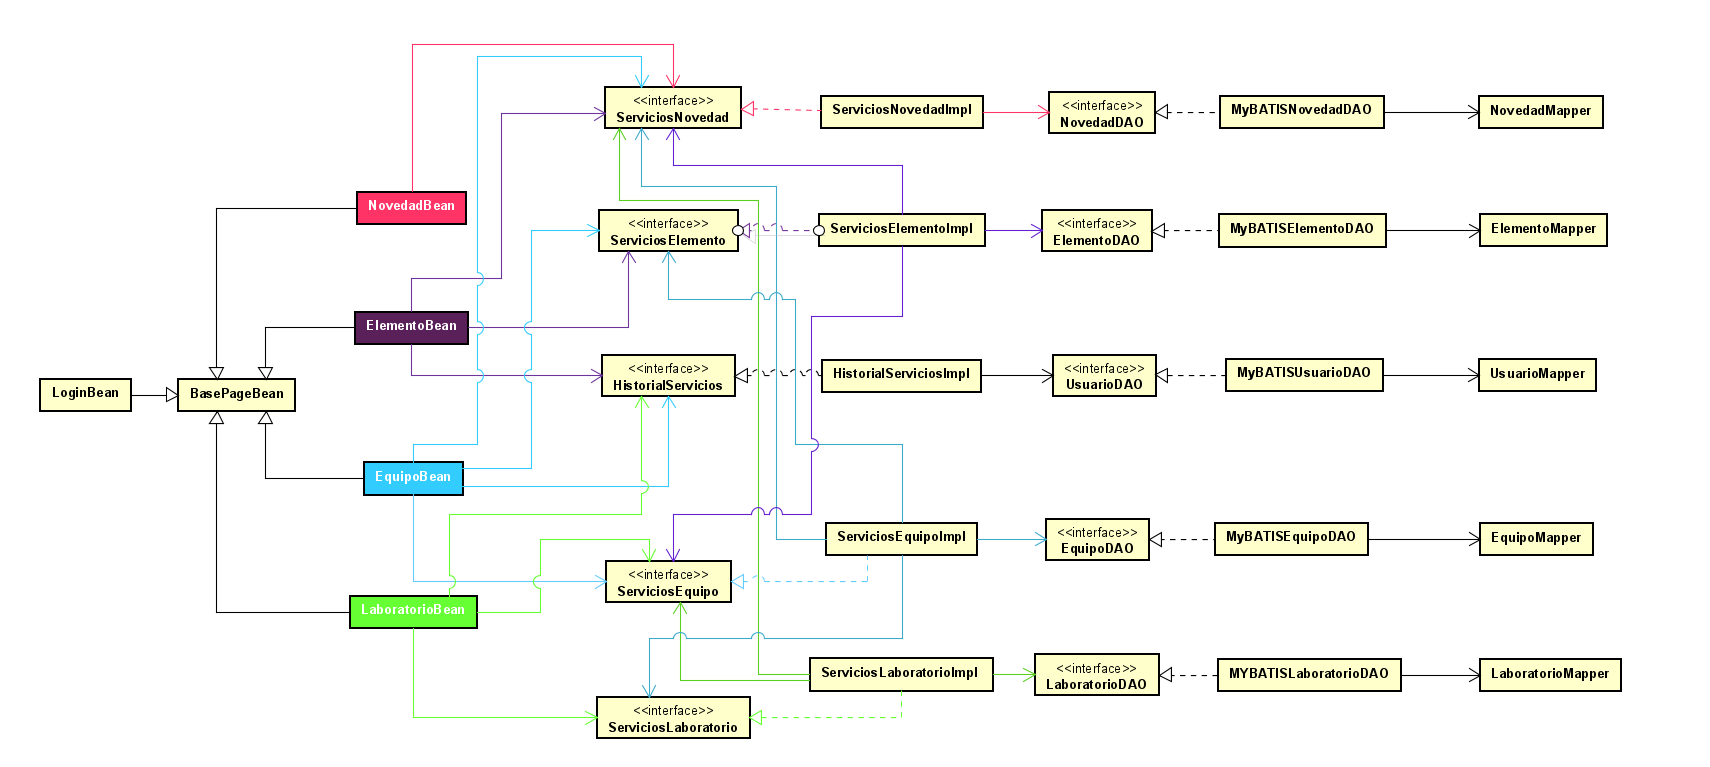 <<interface>>
ServiciosNovedad
ServiciosNovedadImpl
<<interface>>
NovedadDAO
MyBATISNovedadDAO
NovedadMapper
NovedadBean
<<interface>>
ServiciosElemento
ServiciosElementoImpl
<<interface>>
ElementoDAO
MyBATISElementoDAO
ElementoMapper
ElementoBean
LoginBean
BasePageBean
<<interface>>
HistorialServicios
HistorialServiciosImpl
<<interface>>
UsuarioDAO
MyBATISUsuarioDAO
UsuarioMapper
EquipoBean
ServiciosEquipoImpl
<<interface>>
EquipoDAO
MyBATISEquipoDAO
EquipoMapper
<<interface>>
ServiciosEquipo
LaboratorioBean
ServiciosLaboratorioImpl
<<interface>>
LaboratorioDAO
MYBATISLaboratorioDAO
LaboratorioMapper
<<interface>>
ServiciosLaboratorio